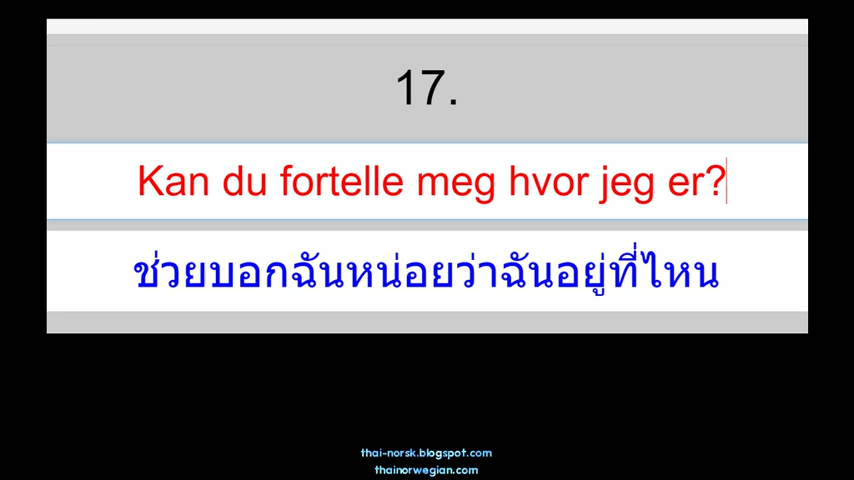 17.
Kan du fortelle meg hvor jeg er?
ช่วยบอกฉันหน่อยว่าฉันอยู่ที่ไหน
thai-norsk.blogspot.com
thainorwegian.com